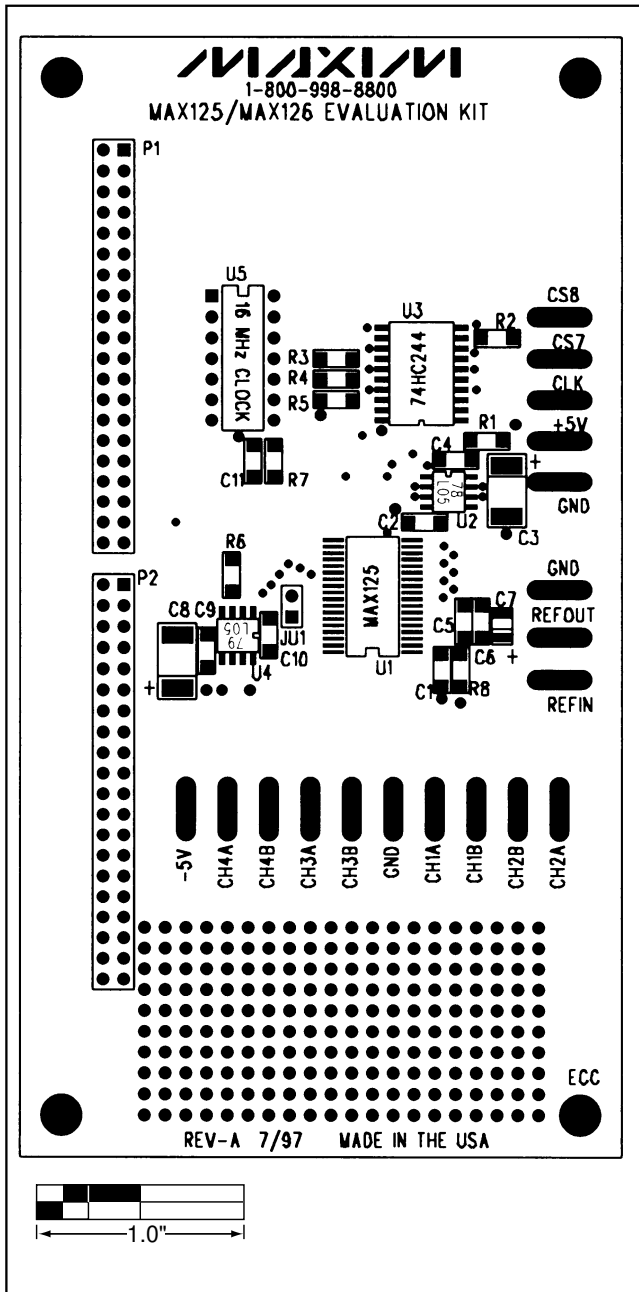 MAXIM
1-800-998-8800
MAX125/MAX126 EVALUATION KIT
P1
U5
16 MHz CLOCK
U3
74HC244
R2
CS8
CS7
CLK
+5V
GND
R3
R4
R5
R1
C4
C11
R7
78
L05
U2
+
C3
C2
R6
P2
C8
C9
79
L05
U4
C10
JU1
MAX125
U1
C5
C6
C7
+
C1
R8
+
GND
REFOUT
REFIN
-5V
CH4A
CH4B
CH3A
CH3B
GND
CH1A
CH1B
CH2B
CH2A
ECC
REV-A 7/97 MADE IN THE USA
1.0"